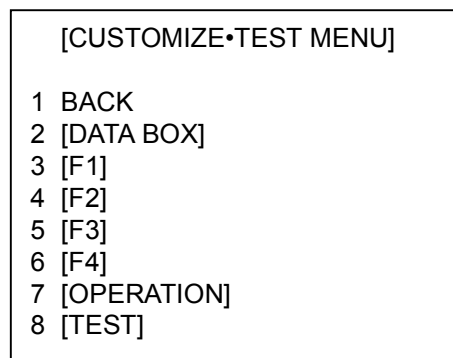 [CUSTOMIZE•TEST MENU]
1 BACK
2 [DATA BOX]
3 [F1]
4 [F2]
5 [F3]
6 [F4]
7 [OPERATION]
8 [TEST]